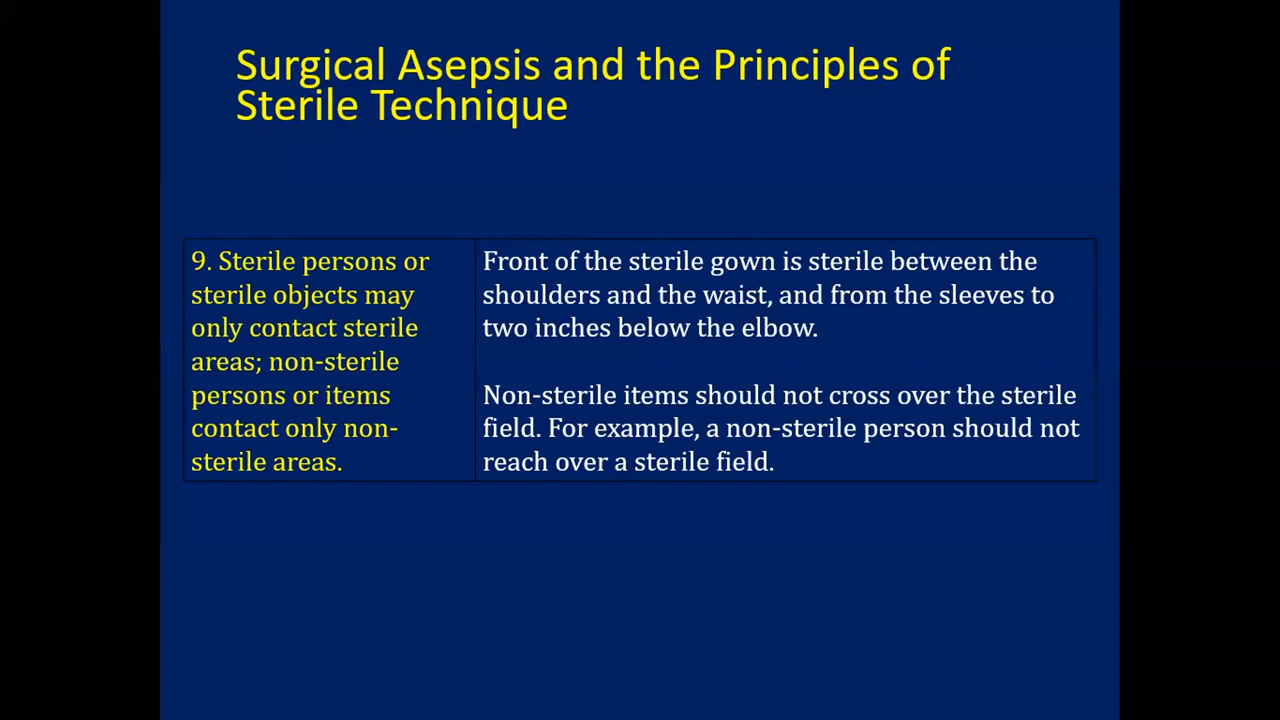 Surgical Asepsis and the Principles of
Sterile Technique
9. Sterile persons or
sterile objects may
only contact sterile
areas; non-sterile
persons or items
contact only non-
sterile areas.
Front of the sterile gown is sterile between the
shoulders and the waist, and from the sleeves to
two inches below the elbow.
Non-sterile items should not cross over the sterile
field. For example, a non-sterile person should not
reach over a sterile field.